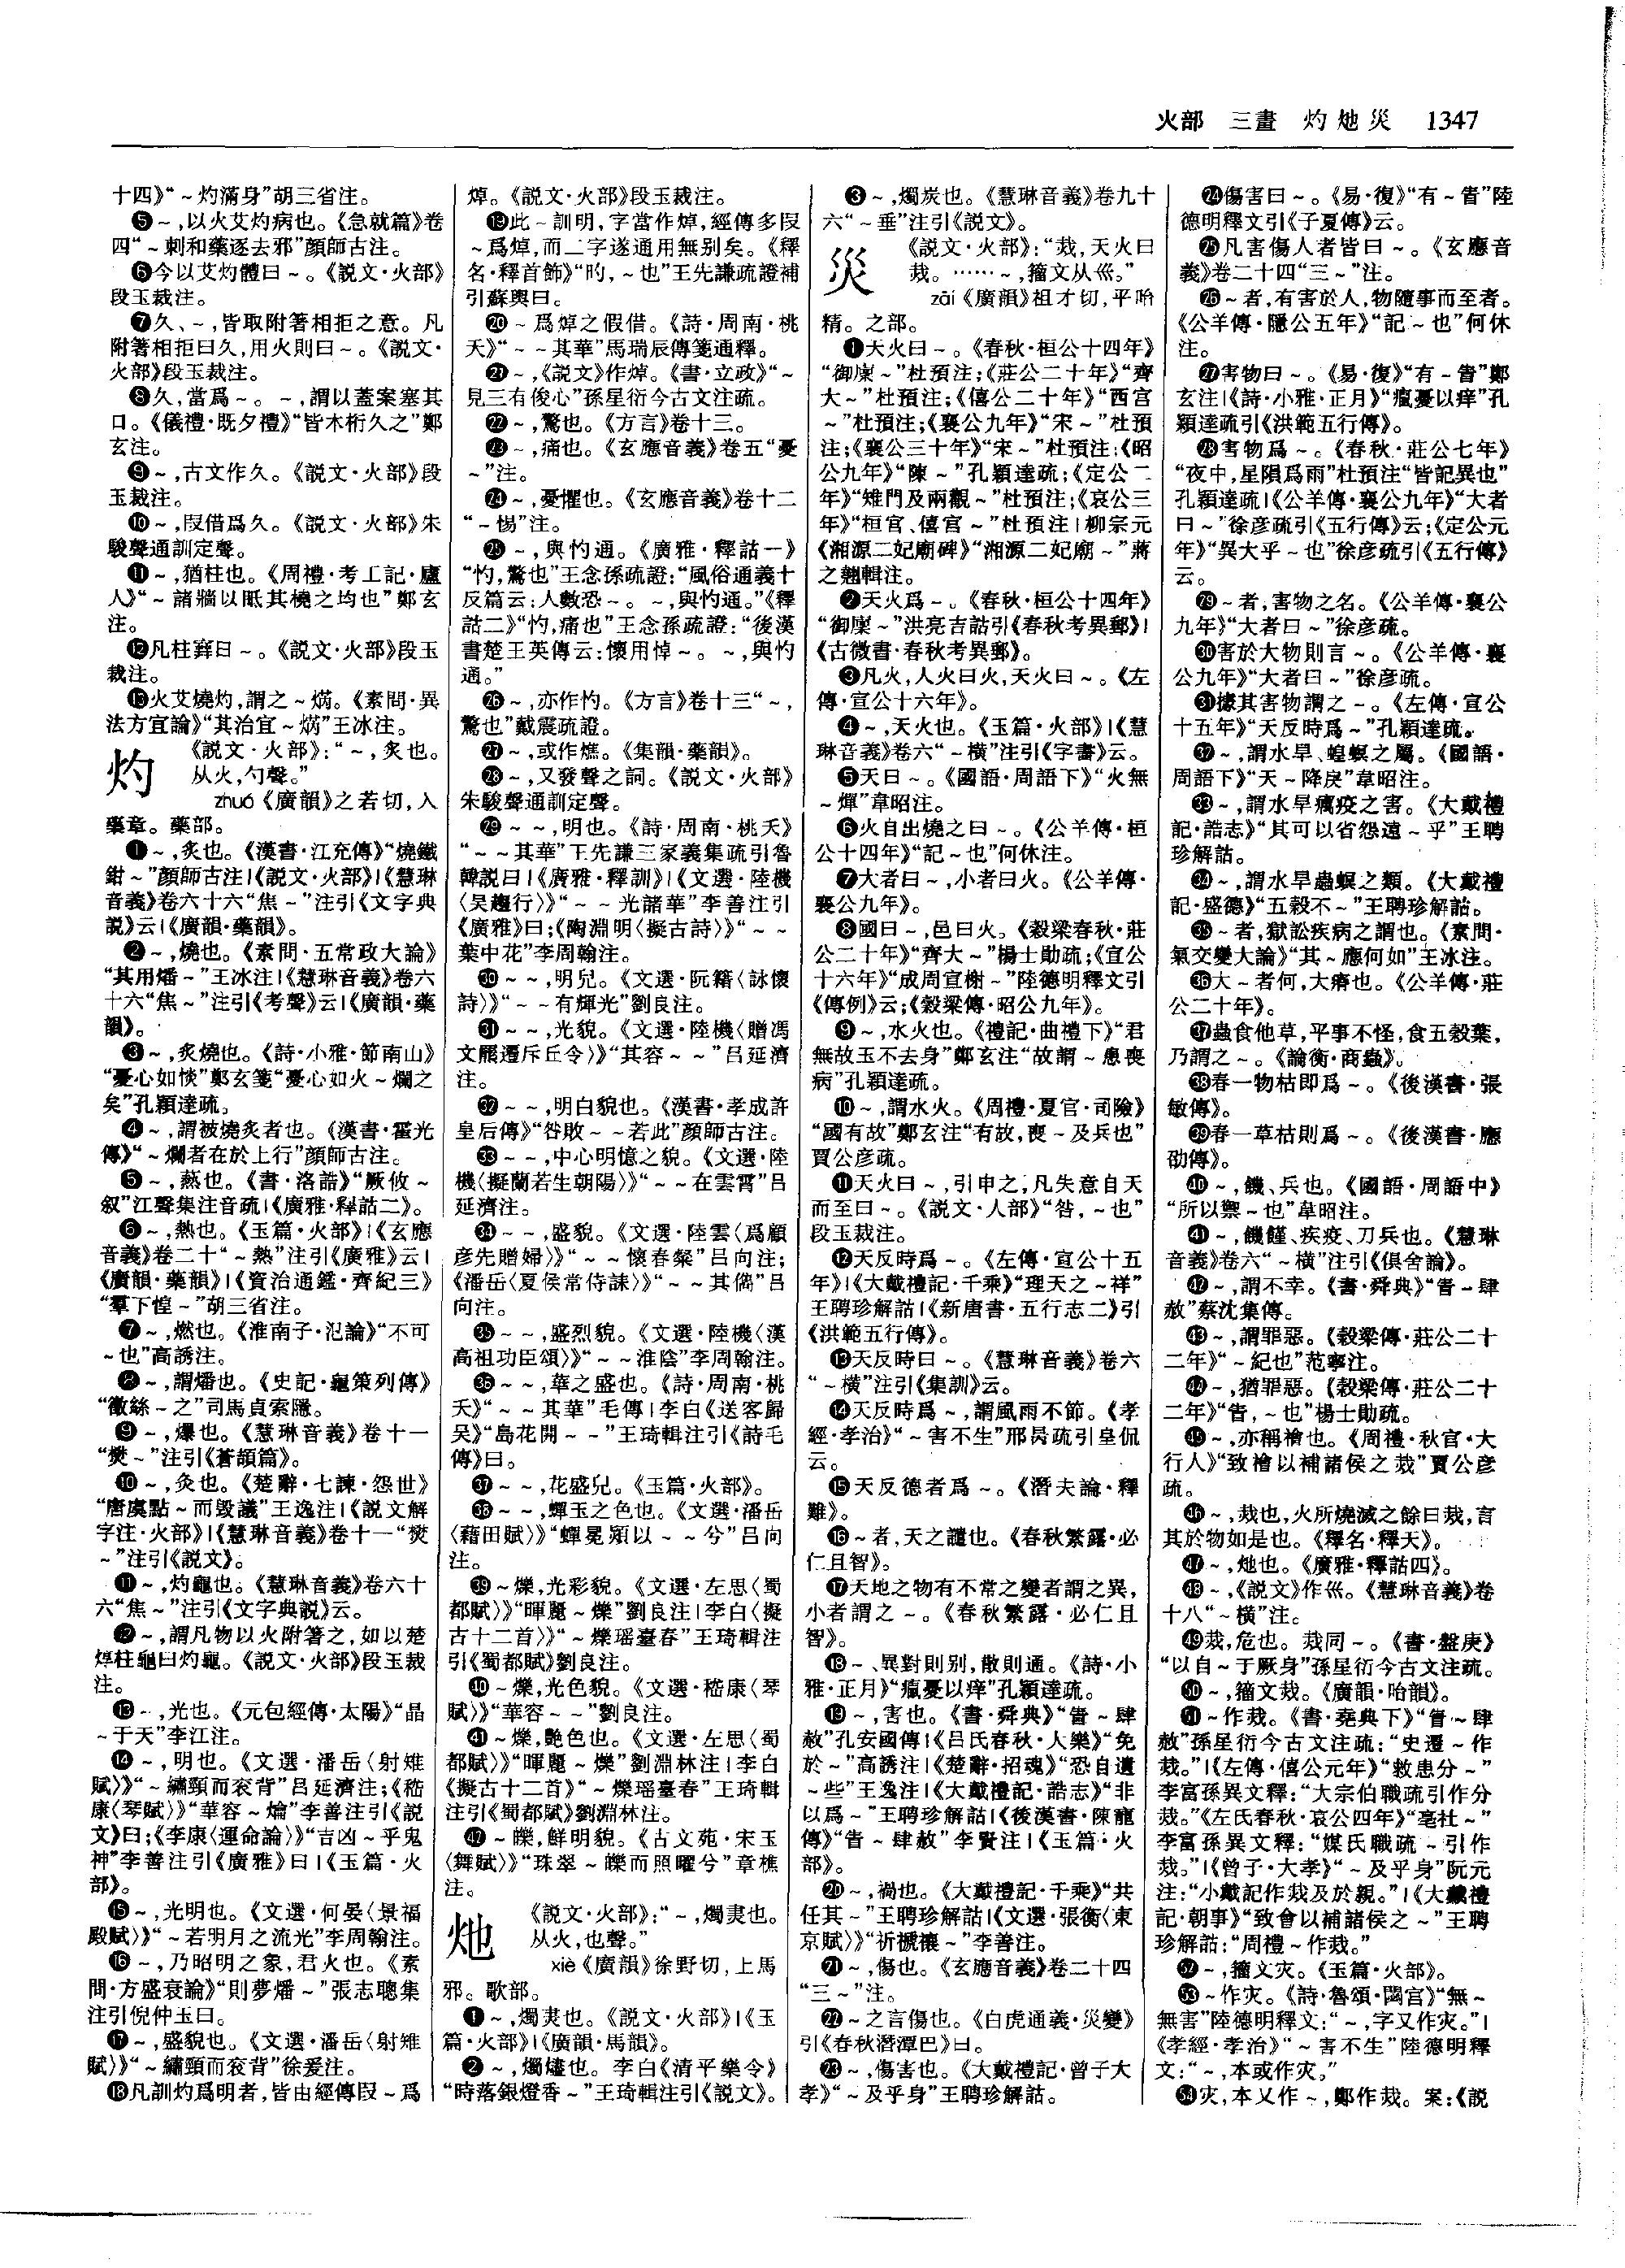 火部　三畫　灼灺災　1347
十四》“～灼滿身”胡三省注。
❺～,以火艾灼病也。《急就篇》卷
四“～刺和藥逐去邪”顔師古注。
❻今以艾灼體曰～。《説文·火部》
段玉裁注。
❼久、～,皆取附著相拒之意。凡
附著相拒曰久,用火則曰～。《説文·
火部》段玉裁注。
❽久,當爲～。～,謂以蓋案塞其
口。《儀禮·既夕禮》“皆木桁久之”鄭
玄注。
❾～,古文作久。《説文·火部》段
玉裁注。
❿～,叚借爲久。《説文·火部》朱
駿聲通訓定聲。
⓫～,猶柱也。《周禮·考工記·廬
人》“～諸牆以眡其橈之均也”鄭玄
注。
⓬凡柱㝔曰～。《説文·火部》段玉
裁注。
⓭火艾燒灼,謂之～焫。《素問·異
法方宜論》“其治宜～焫”王冰注。
灼
《説文·火部》：“～,炙也。
从火,勺聲。”
zhuó《廣韻》之若切,入
藥章。藥部。
❶～,炙也。《漢書·江充傳》“燒鐵
鉗～”顔師古注|《説文·火部》|《慧琳
音義》卷六十六“焦～”注引《文字典
説》云|《廣韻·藥韻》。
❷～,燒也。《素問·五常政大論》
“其用燔～”王冰注|《慧琳音義》卷六
十六“焦～”注引《考聲》云|《廣韻·藥
韻》。
❸～,炙燒也。《詩·小雅·節南山》
“憂心如惔”鄭玄箋“憂心如火～爛之
矣”孔穎達疏。
❹～,謂被燒炙者也。《漢書·霍光
傳》“～爛者在於上行”顔師古注。
❺～,爇也。《書·洛誥》“厥攸～
叙”江聲集注音疏|《廣雅·釋詁二》。
❻～,熱也。《玉篇·火部》|《玄應
音義》卷二十“～熱”注引《廣雅》云|
《廣韻·藥韻》|《資治通鑑·齊紀三》
“羣下惶～”胡三省注。
❼～,燃也。《淮南子·氾論》“不可
～也”高誘注。
❽～,謂燔也。《史記·龜策列傳》
“徵絲～之”司馬貞索隱。
❾～,爆也。《慧琳音義》卷十一
“燓～”注引《蒼頡篇》。
❿～,灸也。《楚辭·七諫·怨世》
“唐虞點～而毁議”王逸注|《説文解
字注·火部》|《慧琳音義》卷十一“焚
～”注引《説文》。
⓫～,灼龜也。《慧琳音義》卷六十
六“焦～”注引《文字典説》云。
⓬～,謂凡物以火附箸之,如以楚
焯柱龜曰灼龜。《説文·火部》段玉裁
注。
⓭～,光也。《元包經傳·太陽》“晶
～于天”李江注。
⓮～,明也。《文選·潘岳〈射雉
賦〉》“～繡頸而衮背”吕延濟注;《嵇
康〈琴賦〉》“華容～爚”李善注引《説
文》曰;《李康〈運命論〉》“吉凶～乎鬼
神”李善注引《廣雅》曰|《玉篇·火
部》。
⓯～,光明也。《文選·何晏〈景福
殿賦〉》“～若明月之流光”李周翰注。
⓰～,乃昭明之象,君火也。《素
問·方盛衰論》“則夢燔～”張志聰集
注引倪仲玉曰。
⓱～,盛貌也。《文選·潘岳〈射雉
賦〉》“～繡頸而衮背”徐爰注。
⓲凡訓灼爲明者,皆由經傳叚～爲
焯。《説文·火部》段玉裁注。
⓳此～訓明,字當作焯,經傳多叚
～爲焯,而二字遂通用無别矣。《釋
名·釋首飾》“旳,～也”王先謙疏證補
引蘇輿曰。
⓴～爲焯之假借。《詩·周南·桃
夭》“～～其華”馬瑞辰傳箋通釋。
㉑～,《説文》作焯。《書·立政》“～
見三有俊心”孫星衍今古文注疏。
㉒～,驚也。《方言》卷十三。
㉓～,痛也。《玄應音義》卷五“憂
～”注。
㉔～,憂懼也。《玄應音義》卷十二
“～惕”注。
㉕～,與㣿通。《廣雅·釋詁一》
“㣿,驚也”王念孫疏證：“風俗通義十
反篇云：人數恐～。～,與㣿通。”《釋
詁二》“㣿,痛也”王念孫疏證：“後漢
書楚王英傳云：懷用悼～。～,與㣿
通。”
㉖～,亦作㣿。《方言》卷十三“～,
驚也”戴震疏證。
㉗～,或作燋。《集韻·藥韻》。
㉘～,又發聲之詞。《説文·火部》
朱駿聲通訓定聲。
㉙～～,明也。《詩·周南·桃夭》
“～～其華”王先謙三家義集疏引魯
韓説曰|《廣雅·釋訓》|《文選·陸機
〈吴趨行〉》“～～光諸華”李善注引
《廣雅》曰;《陶淵明〈擬古詩〉》“～～
葉中花”李周翰注。
㉚～～,明皃。《文選·阮籍〈詠懷
詩〉》“～～有輝光”劉良注。
㉛～～,光貌。《文選·陸機〈贈馮
文羆遷斥丘令〉》“其容～～”吕延濟
注。
㉜～～,明白貌也。《漢書·孝成許
皇后傳》“咎敗～～若此”顔師古注。
㉝～～,中心明憶之貌。《文選·陸
機〈擬蘭若生朝陽〉》“～～在雲霄”吕
延濟注。
㉞～～,盛貌。《文選·陸雲〈爲顧
彦先贈婦〉》“～～懷春粲”吕向注;
《潘岳〈夏侯常侍誄〉》“～～其儁”吕
向注。
㉟～～,盛烈貌。《文選·陸機〈漢
高祖功臣頌〉》“～～淮陰”李周翰注。
㊱～～,華之盛也。《詩·周南·桃
夭》“～～其華”毛傳|李白《送客歸
吴》“島花開～～”王琦輯注引《詩毛
傳》曰。
㊲～～,花盛皃。《玉篇·火部》。
㊳～～,蟬玉之色也。《文選·潘岳
〈藉田賦〉》“蟬冕熲以～～兮”吕向
注。
㊴～爍,光彩貌。《文選·左思〈蜀
都賦〉》“暉麗～爍”劉良注|李白〈擬
古十二首〉》“～爍瑶臺春”王琦輯注
引《蜀都賦》劉良注。
㊵～爍,光色貌。《文選·嵇康〈琴
賦〉》“華容～～”劉良注。
㊶～爍,艷色也。《文選·左思〈蜀
都賦〉》“暉麗～爍”劉淵林注|李白
《擬古十二首》“～爍瑶臺春”王琦輯
注引《蜀都賦》劉淵林注。
㊷～皪,鮮明貌。《古文苑·宋玉
〈舞賦〉》“珠翠～皪而照曜兮”章樵
注。
灺
《説文·火部》：“～,燭㶳也。
从火,也聲。”
xiè《廣韻》徐野切,上馬
邪。歌部。
❶～,燭㶳也。《説文·火部》|《玉
篇·火部》|《廣韻·馬韻》。
❷～,燭燼也。李白《清平樂令》
“時落銀燈香～”王琦輯注引《説文》。
❸～,燭炭也。《慧琳音義》卷九十
六“～垂”注引《説文》。
災
《説文·火部》：“烖,天火曰
烖。……～,籀文从巛。”
zāi《廣韻》祖才切,平咍
精。之部。
❶天火曰～。《春秋·桓公十四年》
“御廩～”杜預注;《莊公二十年》“齊
大～”杜預注;《僖公二十年》“西宫
～”杜預注;《襄公九年》“宋～”杜預
注;《襄公三十年》“宋～”杜預注;《昭
公九年》“陳～”孔穎達疏;《定公二
年》“雉門及兩觀～”杜預注;《哀公三
年》“桓宫、僖宫～”杜預注|柳宗元
《湘源二妃廟碑》“湘源二妃廟～”蔣
之翹輯注。
❷天火爲～。《春秋·桓公十四年》
“御廩～”洪亮吉詁引《春秋考異郵》|
《古微書·春秋考異郵》。
❸凡火,人火曰火,天火曰～。《左
傳·宣公十六年》。
❹～,天火也。《玉篇·火部》|《慧
琳音義》卷六“～横”注引《字書》云。
❺天曰～。《國語·周語下》“火無
～燀”韋昭注。
❻火自出燒之曰～。《公羊傳·桓
公十四年》“記～也”何休注。
❼大者曰～,小者曰火。《公羊傳·
襄公九年》。
❽國曰～,邑曰火。《穀梁春秋·莊
公二十年》“齊大～”楊士勛疏;《宣公
十六年》“成周宣榭～”陸德明釋文引
《傳例》云;《穀梁傳·昭公九年》。
❾～,水火也。《禮記·曲禮下》“君
無故玉不去身”鄭玄注“故謂～患喪
病”孔穎達疏。
❿～,謂水火。《周禮·夏官·司險》
“國有故”鄭玄注“有故,喪～及兵也”
賈公彦疏。
⓫天火曰～,引申之,凡失意自天
而至曰～。《説文·人部》“咎,～也”
段玉裁注。
⓬天反時爲～。《左傳·宣公十五
年》|《大戴禮記·千乘》“理天之～祥”
王聘珍解詁|《新唐書·五行志二》引
《洪範五行傳》。
⓭天反時曰～。《慧琳音義》卷六
“～横”注引《集訓》云。
⓮天反時爲～,謂風雨不節。《孝
經·孝治》“～害不生”邢昺疏引皇侃
云。
⓯天反德者爲～。《潛夫論·釋
難》。
⓰～者,天之譴也。《春秋繁露·必
仁且智》。
⓱天地之物有不常之變者謂之異,
小者謂之～。《春秋繁露·必仁且
智》。
⓲～、異對則别,散則通。《詩·小
雅·正月》“瘋憂以痒”孔穎達疏。
⓳～,害也。《書·舜典》“眚～肆
赦”孔安國傳|《吕氏春秋·大樂》“免
於～”高誘注|《楚辭·招魂》“恐自遺
～些”王逸注|《大戴禮記·誥志》“非
以爲～”王聘珍解詁|《後漢書·陳寵
傳》“眚～肆赦”李賢注|《玉篇·火
部》。
⓴～,禍也。《大戴禮記·千乘》“共
任其～”王聘珍解詁|《文選·張衡〈東
京賦〉》“祈褫禳～”李善注。
㉑～,傷也。《玄應音義》卷二十四
“三～”注。
㉒～之言傷也。《白虎通義·災變》
引《春秋潛潭巴》曰。
㉓～,傷害也。《大戴禮記·曾子大
孝》“～及乎身”王聘珍解詁。
㉔傷害曰～。《易·復》“有～眚”陸
德明釋文引《子夏傳》云。
㉕凡害傷人者皆曰～。《玄應音
義》卷二十四“三～”注。
㉖～者,有害於人,物隨事而至者。
《公羊傳·隱公五年》“記～也”何休
注。
㉗害物曰～。《易·復》“有～眚”鄭
玄注|《詩·小雅·正月》“瘋憂以痒”孔
穎達疏引《洪範五行傳》。
㉘害物爲～。《春秋·莊公七年》
“夜中,星隕爲雨”杜預注“皆記異也”
孔穎達疏|《公羊傳·襄公九年》“大者
曰～”徐彦疏引《五行傳》云;《定公元
年》“異大乎～也”徐彦疏引《五行傳》
云。
㉙～者,害物之名。《公羊傳·襄公
九年》“大者曰～”徐彦疏。
㉚害於大物則言～。《公羊傳·襄
公九年》“大者曰～”徐彦疏。
㉛據其害物謂之～。《左傳·宣公
十五年》“天反時爲～”孔穎達疏。
㉜～,謂水旱、蝗螟之屬。《國語·
周語下》“天～降戾”韋昭注。
㉝～,謂水旱癘疫之害。《大戴禮
記·誥志》“其可以省怨遠～乎”王聘
珍解詁。
㉞～,謂水旱蟲螟之類。《大戴禮
記·盛德》“五穀不～”王聘珍解詁。
㉟～者,獄訟疾病之謂也。《素問·
氣交變大論》“其～應何如”王冰注。
㊱大～者何,大瘠也。《公羊傳·莊
公二十年》。
㊲蟲食他草,平事不怪,食五穀葉,
乃謂之～。《論衡·商蟲》。
㊳春一物枯即爲～。《後漢書·張
敏傳》。
㊴春一草枯則爲～。《後漢書·應
劭傳》。
㊵～,饑、兵也。《國語·周語中》
“所以禦～也”韋昭注。
㊶～,饑饉、疾疫、刀兵也。《慧琳
音義》卷六“～横”注引《俱舍論》。
㊷～,謂不幸。《書·舜典》“眚～肆
赦”蔡沈集傳。
㊸～,謂罪惡。《穀梁傳·莊公二十
二年》“～紀也”范寧注。
㊹～,猶罪惡。《穀梁傳·莊公二十
二年》“眚,～也”楊士勛疏。
㊺～,亦稱禬也。《周禮·秋官·大
行人》“致禬以補諸侯之烖”賈公彦
疏。
㊻～,烖也,火所燒滅之餘曰烖,言
其於物如是也。《釋名·釋天》。
㊼～,灺也。《廣雅·釋詁四》。
㊽～,《説文》作𤆎。《慧琳音義》卷
十八“～横”注。
㊾烖,危也。烖同～。《書·盤庚》
“以自～于厥身”孫星衍今古文注疏。
㊿～,籀文烖。《廣韻·咍韻》。
51～作烖。《書·堯典下》“眚～肆
赦”孫星衍今古文注疏：“史遷～作
烖。”|《左傳·僖公元年》“救患分～”
李富孫異文釋：“大宗伯職疏引作分
烖。”《左氏春秋·哀公四年》“亳社～”
李富孫異文釋：“媒氏職疏～引作
烖。”|《曾子·大孝》“～及乎身”阮元
注：“小戴記作烖及於親。”|《大戴禮
記·朝事》“致會以補諸侯之～”王聘
珍解詁：“周禮～作烖。”
52～,籀文灾。《玉篇·火部》。
53～作灾。《詩·魯頌·閟宫》“無～
無害”陸德明釋文：“～,字又作灾。”|
《孝經·孝治》“～害不生”陸德明釋
文：“～,本或作灾。”
54灾,本又作～,鄭作烖。案：《説